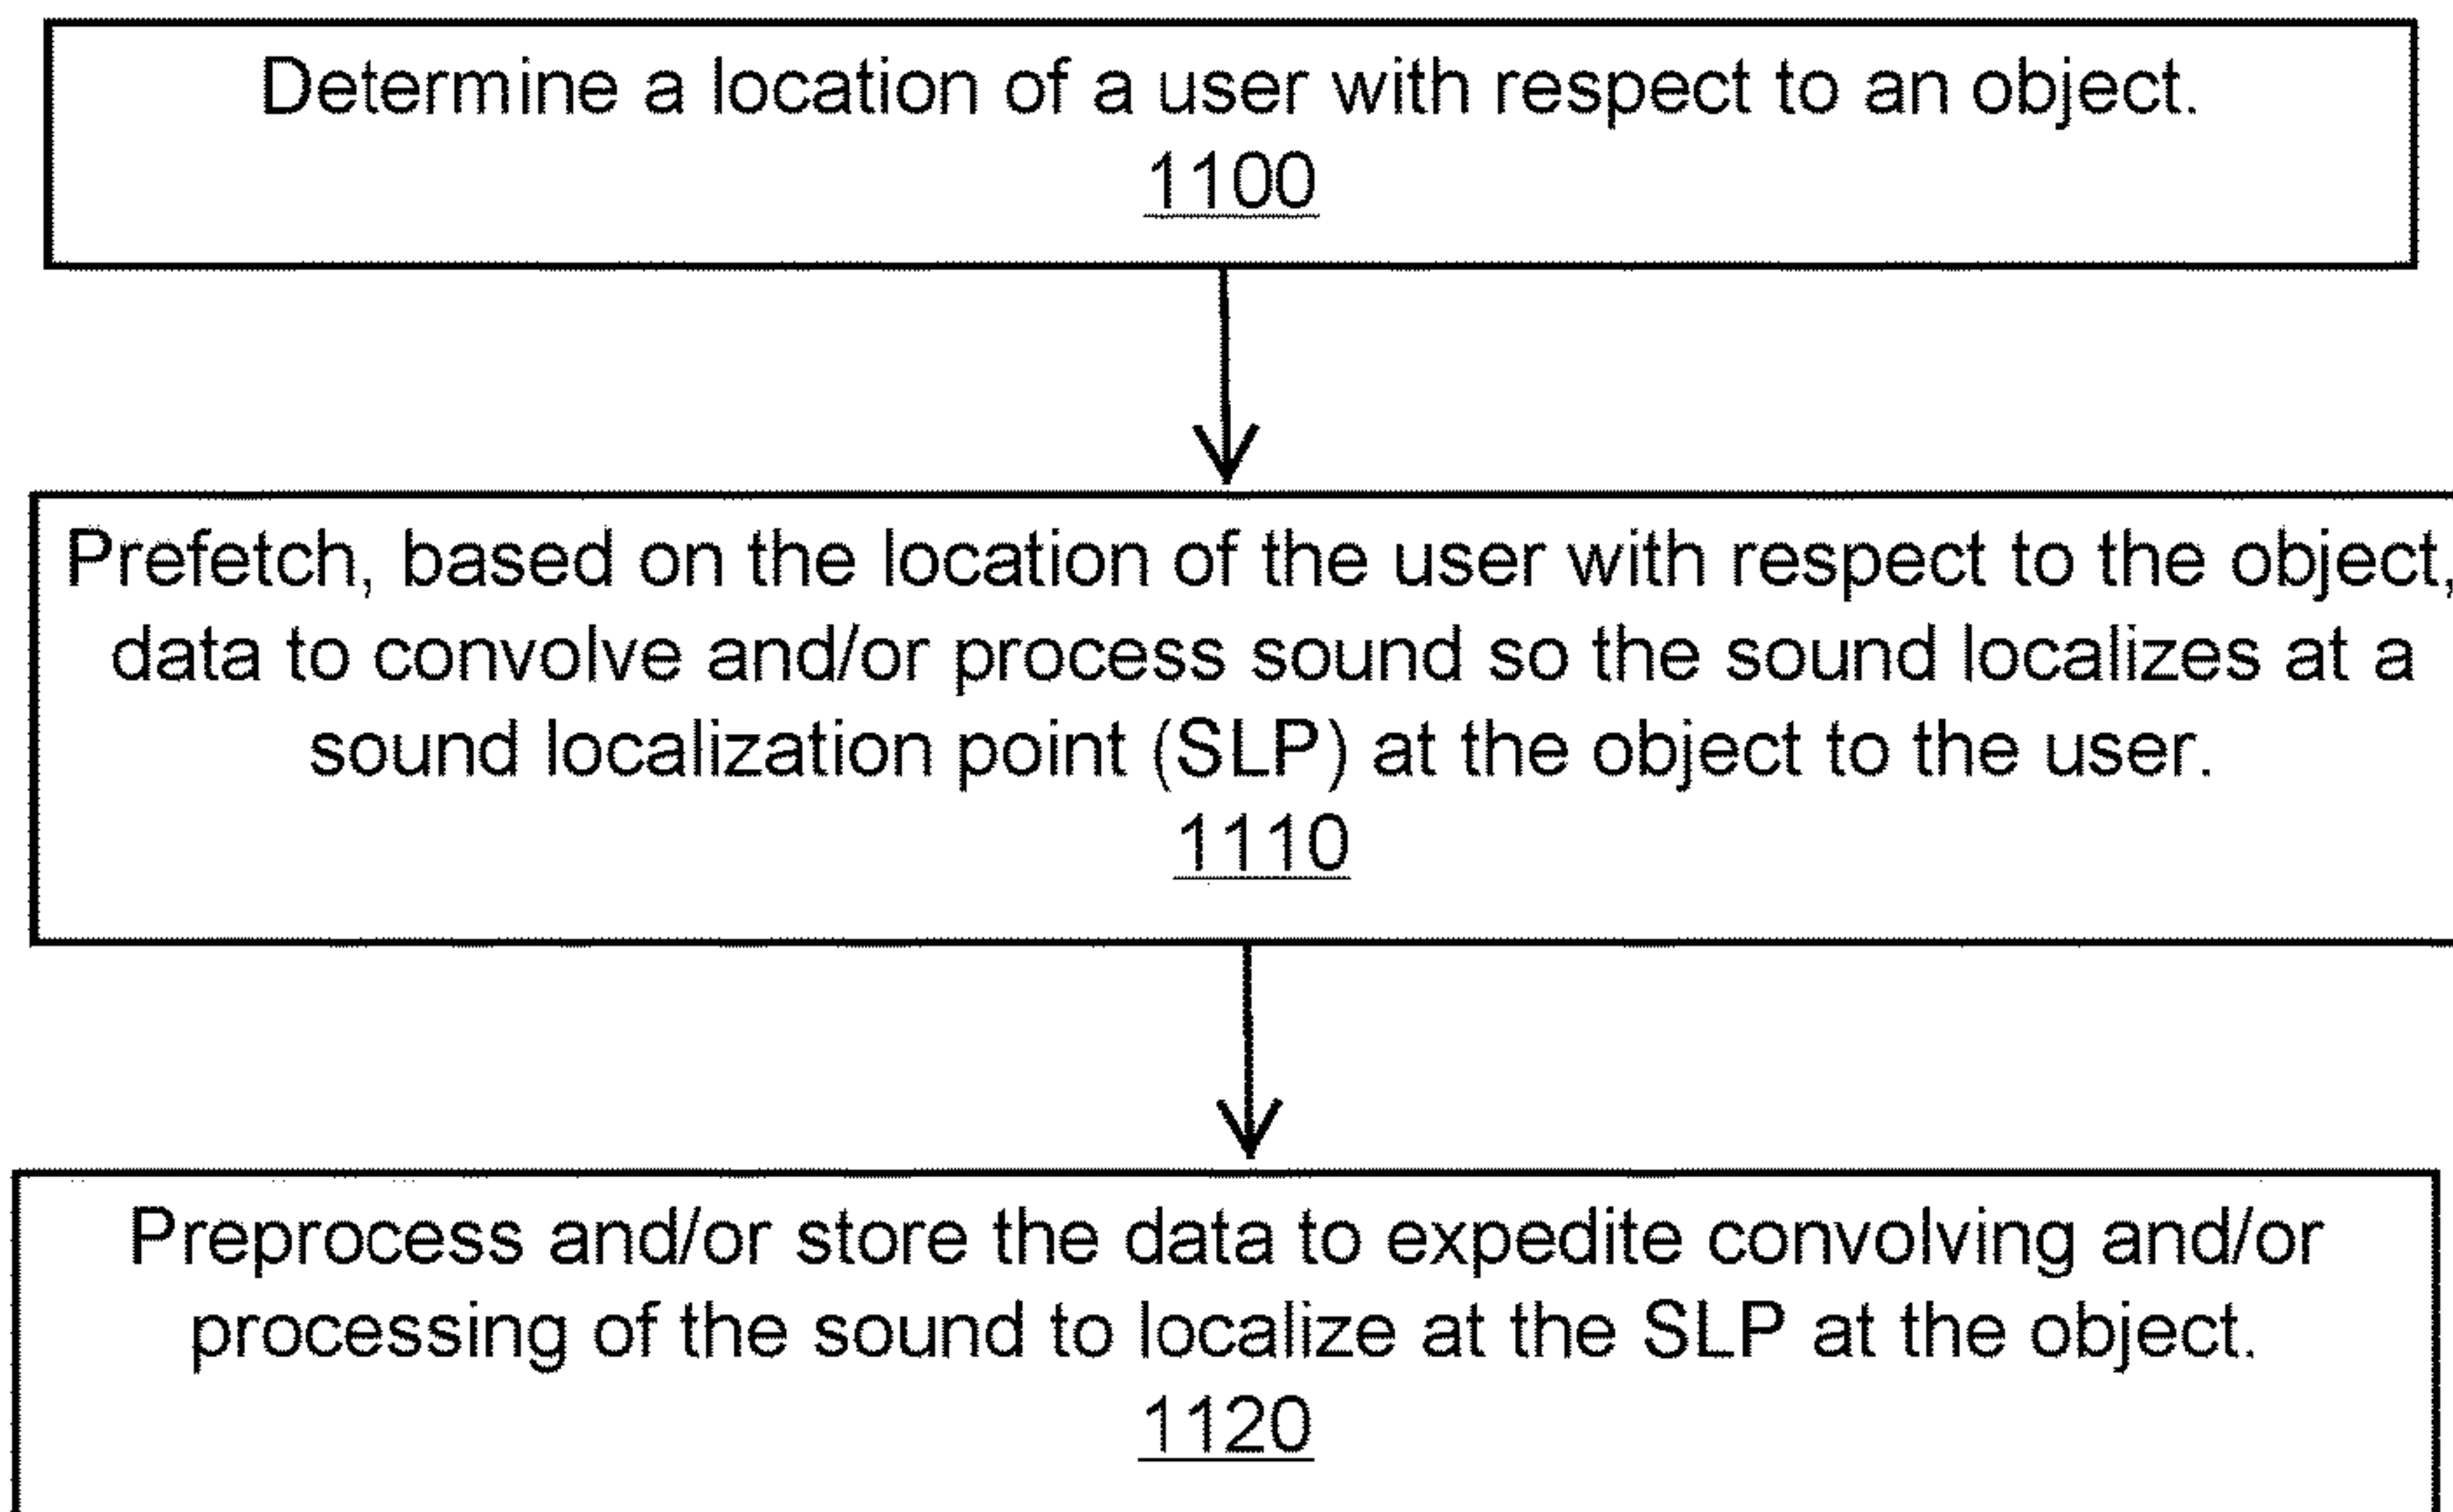 Determine a location of a user with respect to an object.
1100
Prefetch, based on the location of the user with respect to the object,
data to convolve and/or process sound so the sound localizes at a
sound localization point (SLP) at the object to the user.
1110
Preprocess and/or store the data to expedite convolving and/or
processing of the sound to localize at the SLP at the object.
1120